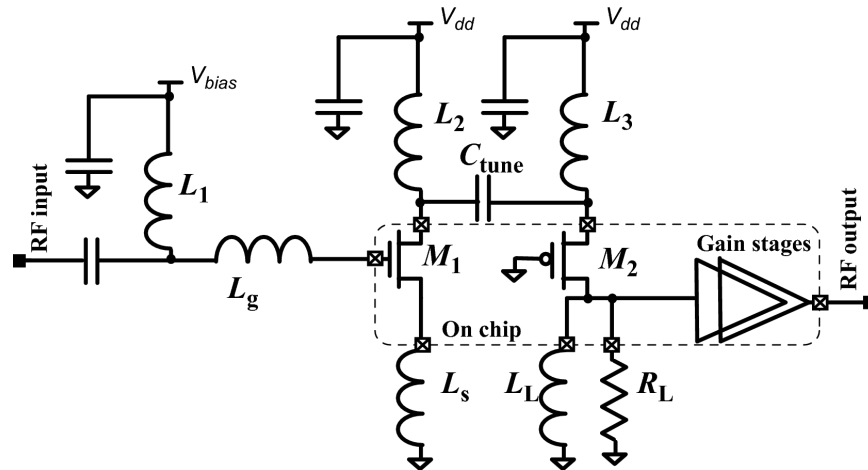 V_dd
V_dd
V_bias
L_2
L_3
C_tune
L_1
RF input
L_g
M_1
M_2
Gain stages
RF output
On chip
L_s
L_L
R_L